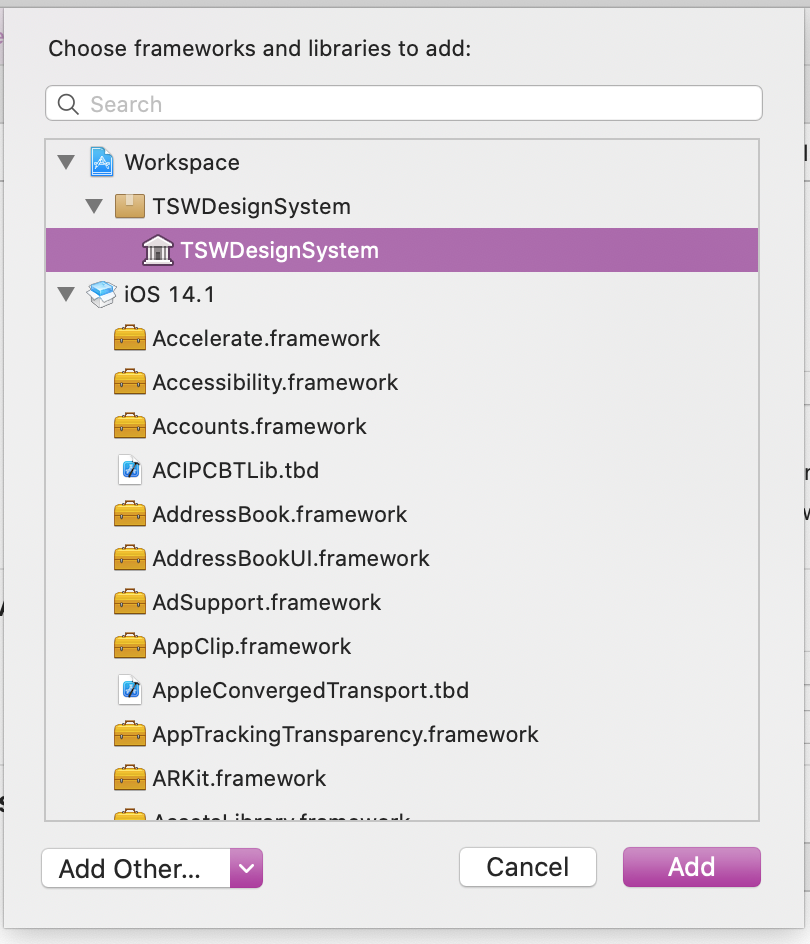 Choose frameworks and libraries to add:
Search
Workspace
TSWDesignSystem
TSWDesignSystem
iOS 14.1
Accelerate.framework
Accessibility.framework
Accounts.framework
ACIPCBTLib.tbd
AddressBook.framework
AddressBookUI.framework
AdSupport.framework
AppClip.framework
AppleConvergedTransport.tbd
AppTrackingTransparency.framework
ARKit.framework
AssetsLibrary.framework
Add Other... Cancel Add